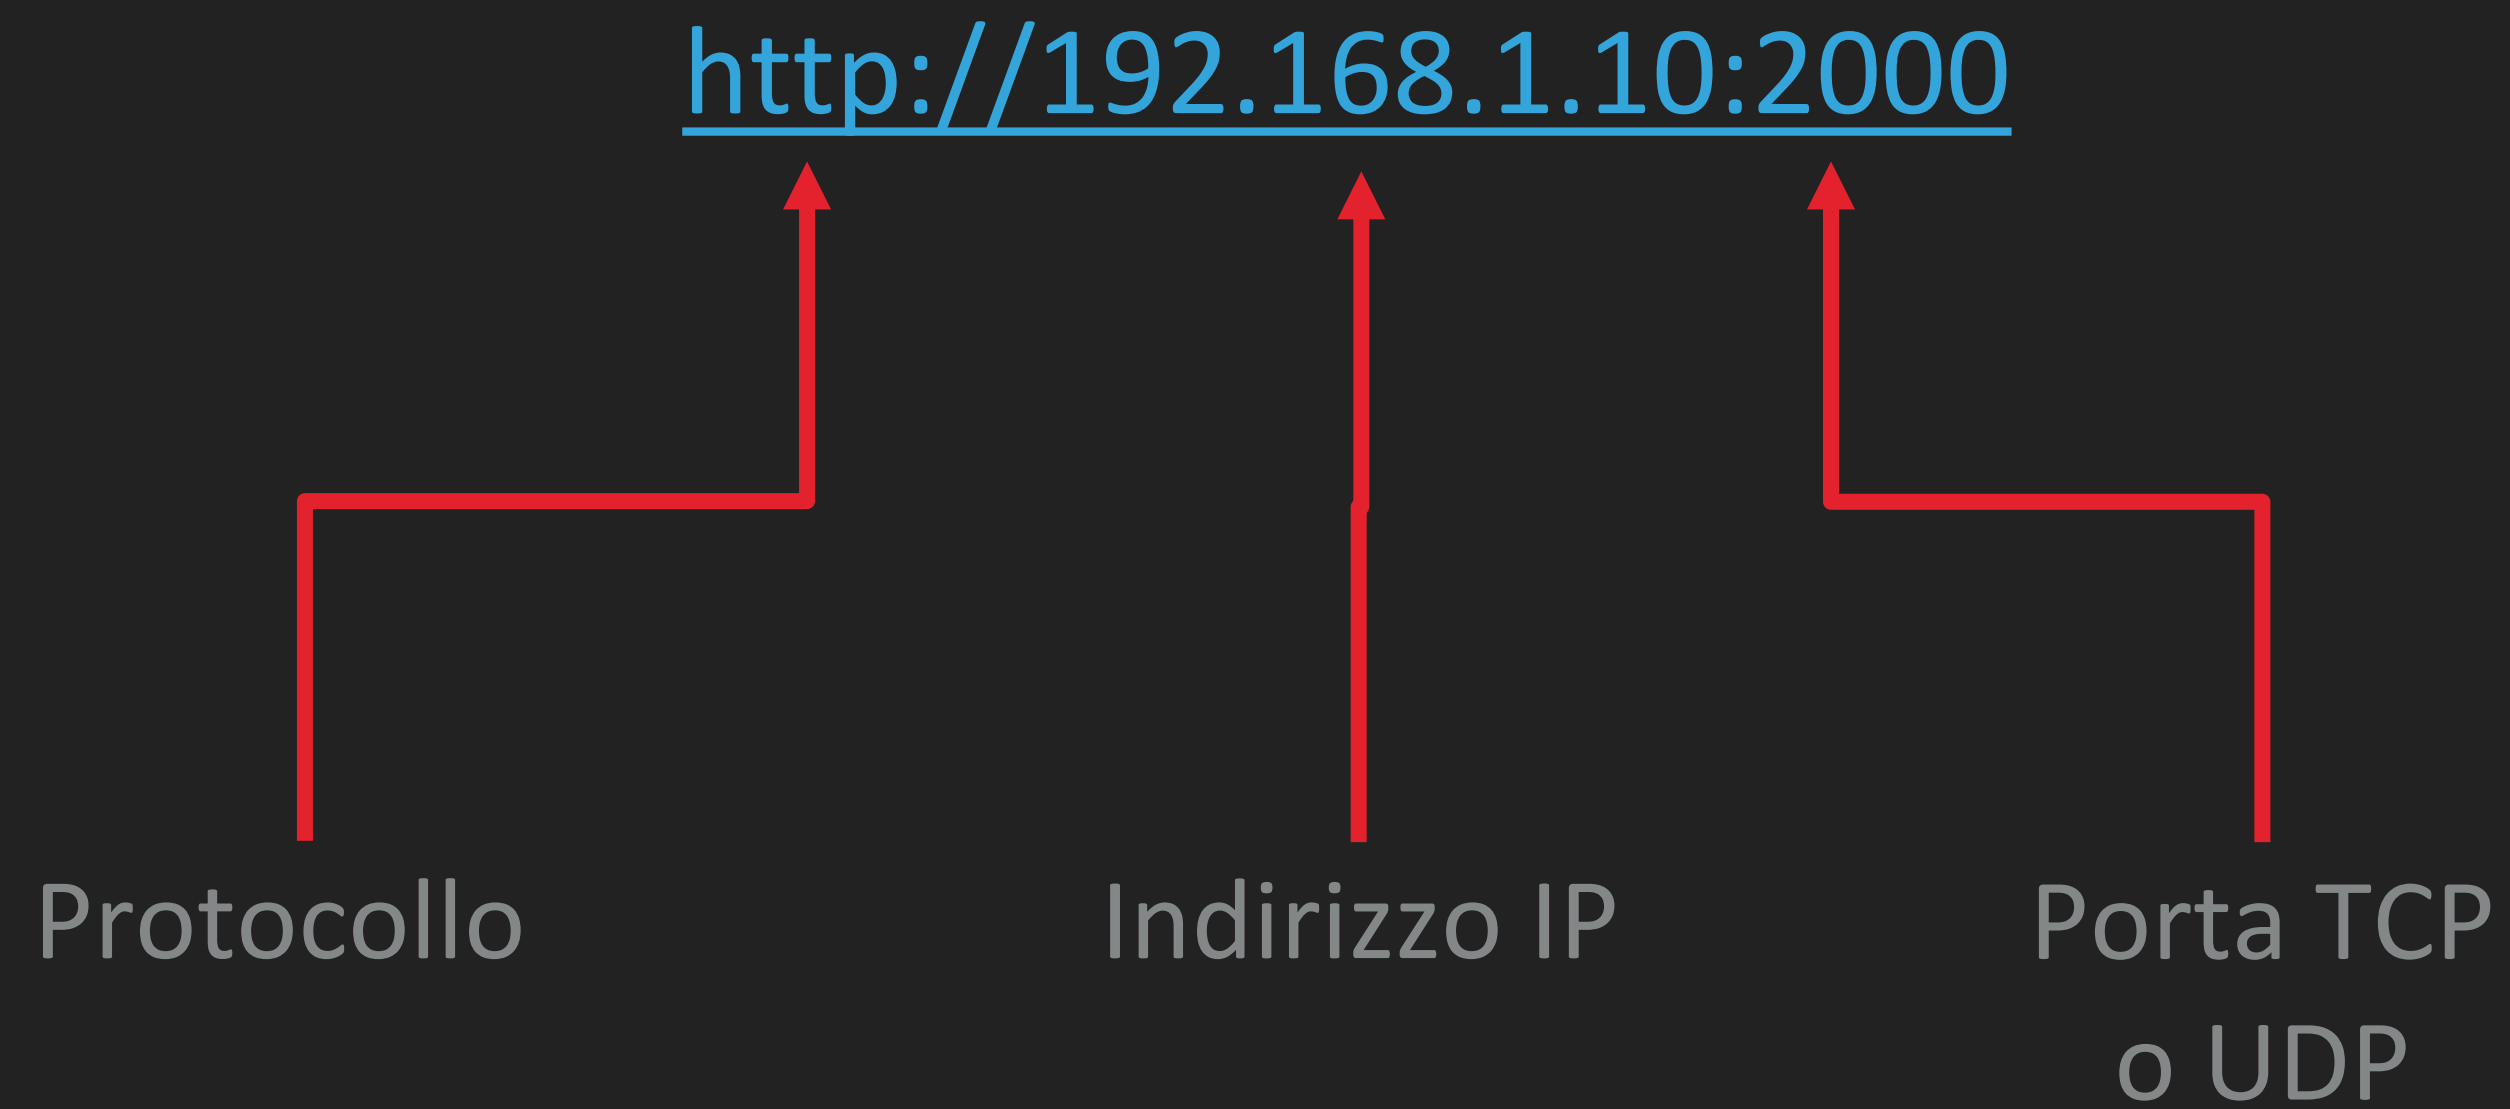 http://192.168.1.10:2000
Protocollo
Indirizzo IP
Porta TCP
o UDP